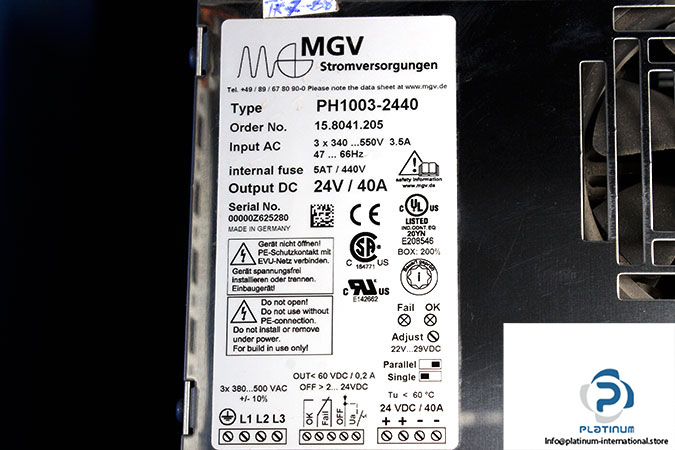 MGV
Stromversorgungen
Tel. +49 / 89 / 67 80 90-0 Please note the data sheet at www.mgv.de
Type PH1003-2440
Order No. 15.8041.205
Input AC 3 x 340 ...550V 3.5A
47 ... 66Hz
internal fuse 5AT / 440V
Output DC 24V / 40A
safety information
www.mgv.de
Serial No.
00000Z625280
MADE IN GERMANY
CE
C UL US
LISTED
IND. CONT. EQ.
20YN
E208546
BOX: 200%
Gerät nicht öffnen!
PE-Schutzkontakt mit
EVU-Netz verbinden.
Gerät spannungsfrei
Installieren oder trennen.
Einbaugerät!
C US
184771
C US
E142662
i
Do not open!
Do not use without
PE-connection.
Do not install or remove
under power.
For build in use only!
Fail OK
Adjust
22V...29VDC
Parallel
Single
OUT< 60 VDC / 0,2 A
OFF > 2... 24VDC
3x 380...500 VAC
+/- 10%
Tu < 60 °C
24 VDC / 40A
L1 L2 L3
OK
Fail
OFF
Ua
+ + - -
PLATINUM
info@platinum-international.store